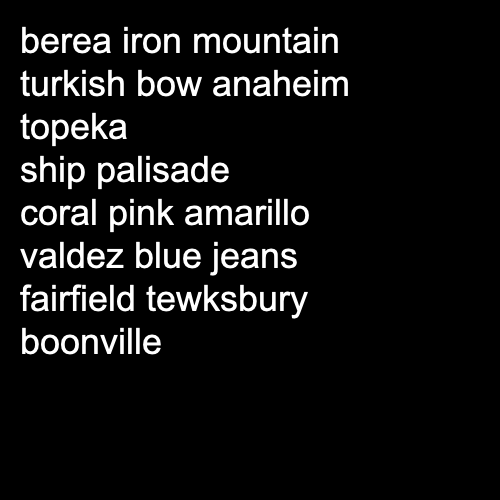 berea iron mountain
turkish bow anaheim
topeka
ship palisade
coral pink amarillo
valdez blue jeans
fairfield tewksbury
boonville